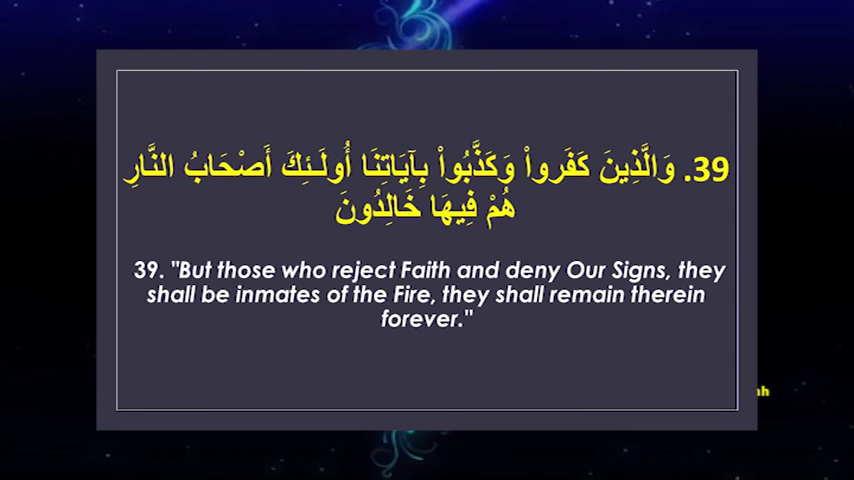 39. وَالَّذِينَ كَفَرواْ وَكَذَّبُواْ بِآيَاتِنَا أُولَـئِكَ أَصْحَابُ النَّارِ
هُمْ فِيهَا خَالِدُونَ
39. "But those who reject Faith and deny Our Signs, they
shall be inmates of the Fire, they shall remain therein
forever."